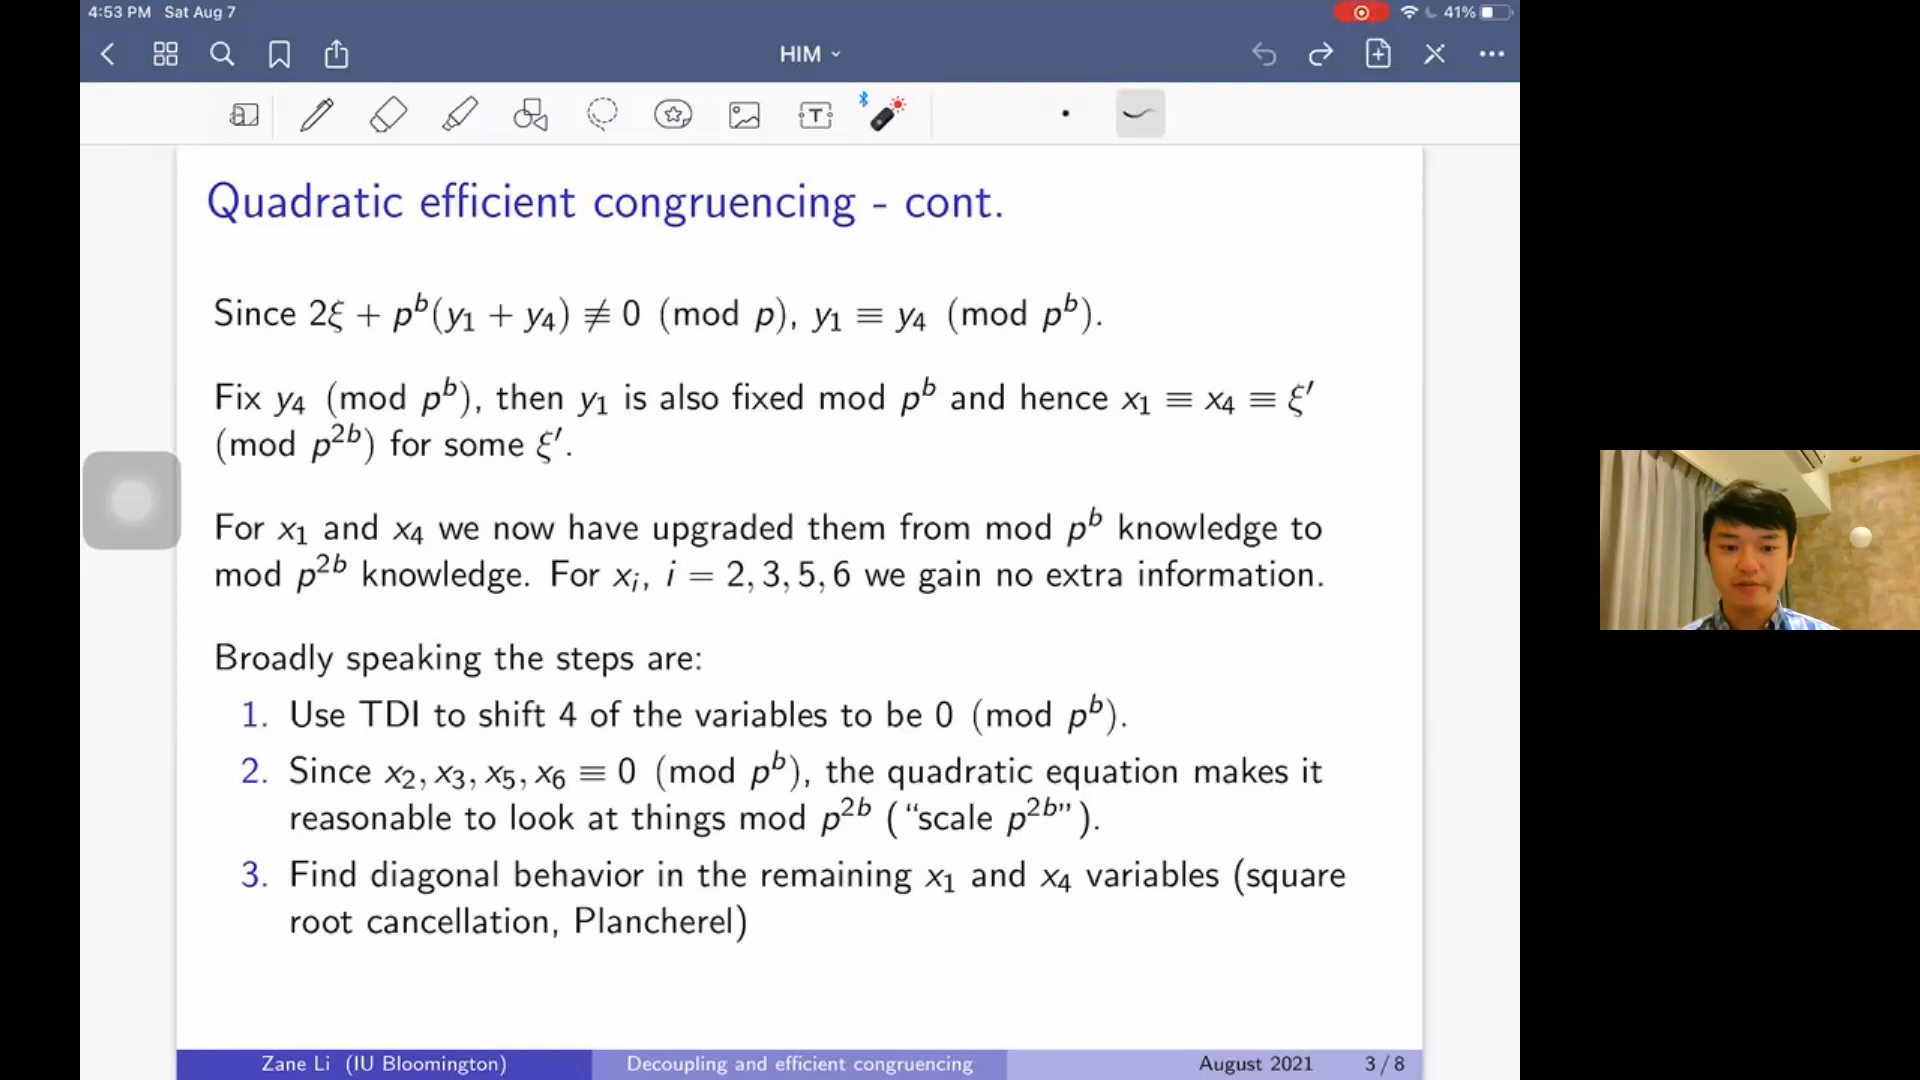 4:53 PM Sat Aug 7
41%
HIM
Quadratic efficient congruencing - cont.
Since 2ξ + p^b(y₁ + y₄) ≢ 0 (mod p), y₁ ≡ y₄ (mod p^b).
Fix y₄ (mod p^b), then y₁ is also fixed mod p^b and hence x₁ ≡ x₄ ≡ ξ′
(mod p^{2b}) for some ξ′.
For x₁ and x₄ we now have upgraded them from mod p^b knowledge to
mod p^{2b} knowledge. For xᵢ, i = 2, 3, 5, 6 we gain no extra information.
Broadly speaking the steps are:
1. Use TDI to shift 4 of the variables to be 0 (mod p^b).
2. Since x₂, x₃, x₅, x₆ ≡ 0 (mod p^b), the quadratic equation makes it
reasonable to look at things mod p^{2b} (“scale p^{2b}”).
3. Find diagonal behavior in the remaining x₁ and x₄ variables (square
root cancellation, Plancherel)
Zane Li (IU Bloomington)
Decoupling and efficient congruencing
August 2021
3 / 8